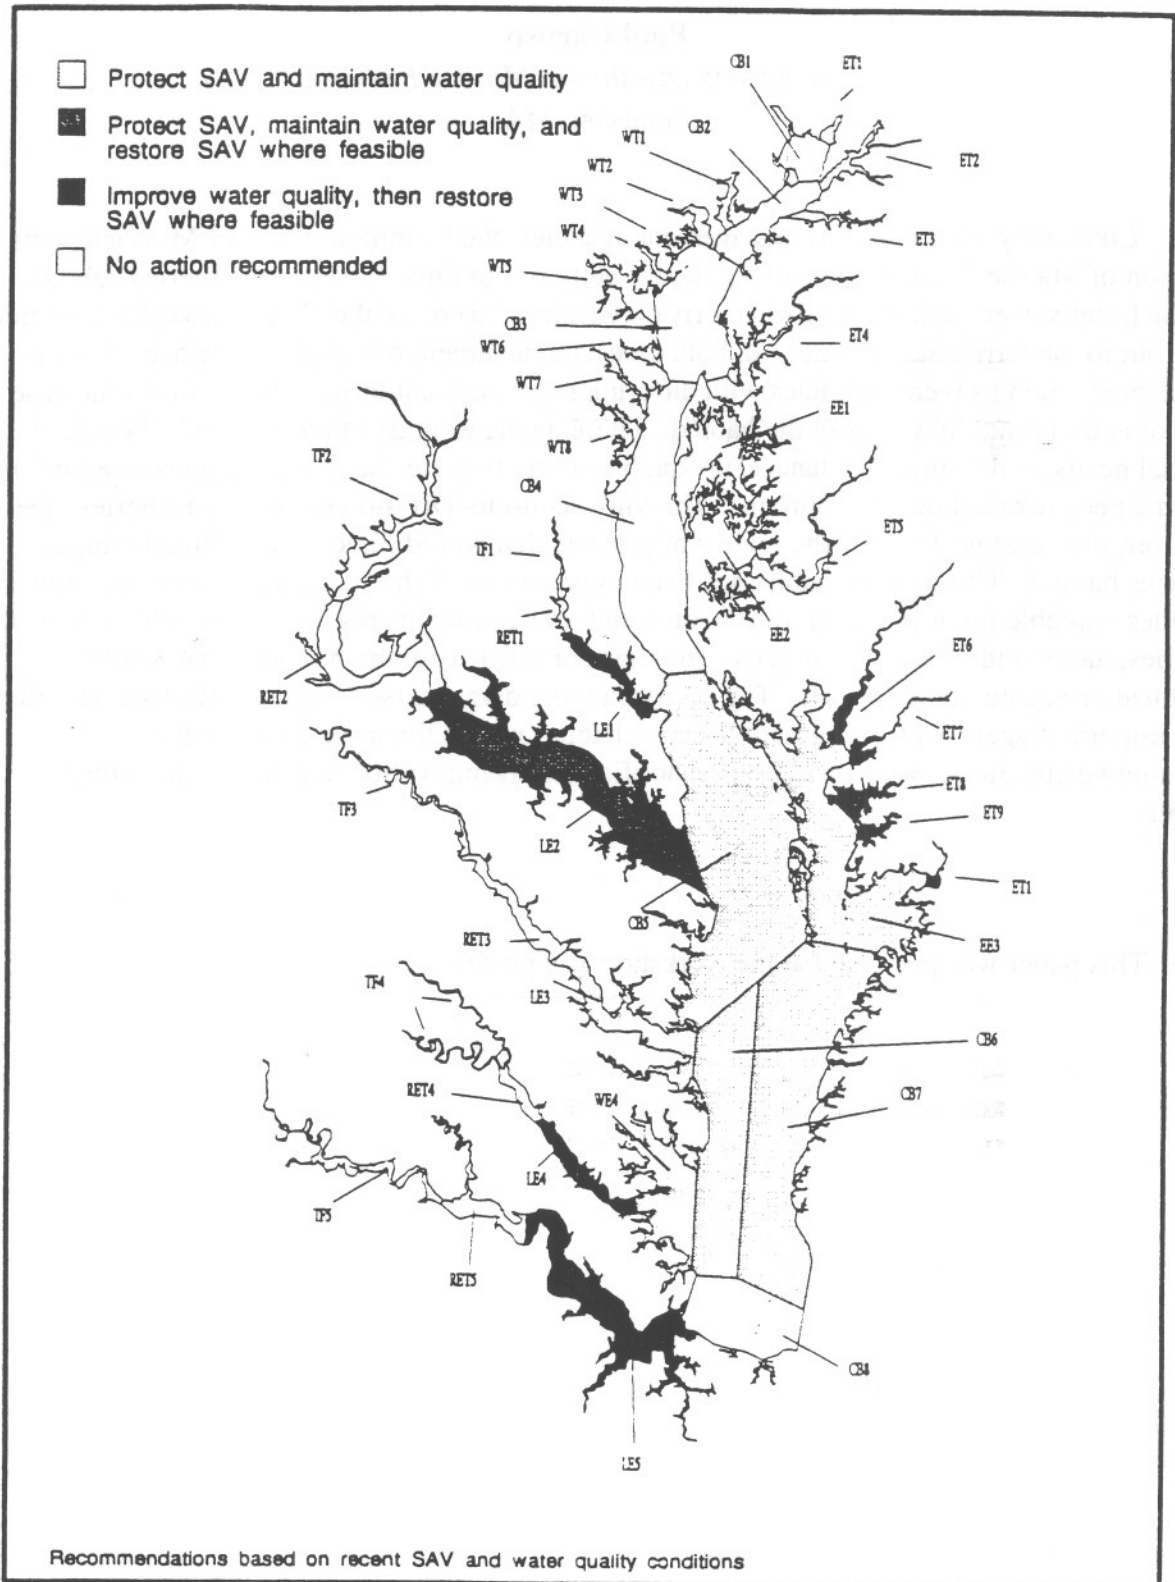 Protect SAV and maintain water quality
Protect SAV, maintain water quality, and
restore SAV where feasible
Improve water quality, then restore
SAV where feasible
No action recommended
CB1
ET1
CB2
WT1
WT2
ET2
WT3
WT4
ET3
WT5
CB3
WT6
ET4
WT7
EE1
WT8
TF2
CB4
ET5
TF1
EE2
RET1
ET6
RET2
LE1
ET7
TF3
ET8
LE2
ET9
ET1
CB5
RET3
EE3
TF4
LE3
CB6
RET4
WE4
CB7
LE4
TF5
RET5
CB8
LE5
Recommendations based on recent SAV and water quality conditions